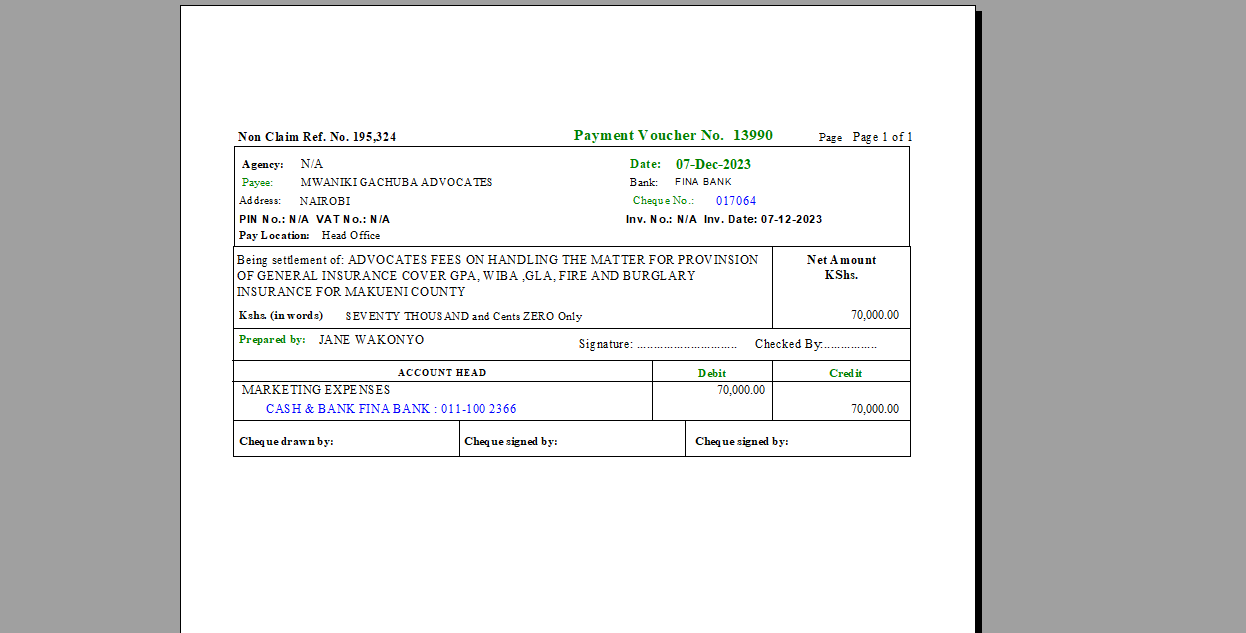 Non Claim Ref. No. 195,324 Payment Voucher No. 13990 Page Page 1 of 1
Agency: N/A Date: 07-Dec-2023
Payee: MWANIKI GACHUBA ADVOCATES Bank: FINA BANK
Address: NAIROBI Cheque No.: 017064
PIN No.: N/A VAT No.: N/A Inv. No.: N/A Inv. Date: 07-12-2023
Pay Location: Head Office
Being settlement of: ADVOCATES FEES ON HANDLING THE MATTER FOR PROVINSION Net Amount
OF GENERAL INSURANCE COVER GPA, WIBA ,GLA, FIRE AND BURGLARY KShs.
INSURANCE FOR MAKUENI COUNTY
Kshs. (in words) SEVENTY THOUSAND and Cents ZERO Only 70,000.00
Prepared by: JANE WAKONYO Signature: ............................... Checked By:................
ACCOUNT HEAD Debit Credit
MARKETING EXPENSES 70,000.00
CASH & BANK FINA BANK : 011-100 2366 70,000.00
Cheque drawn by: Cheque signed by: Cheque signed by: